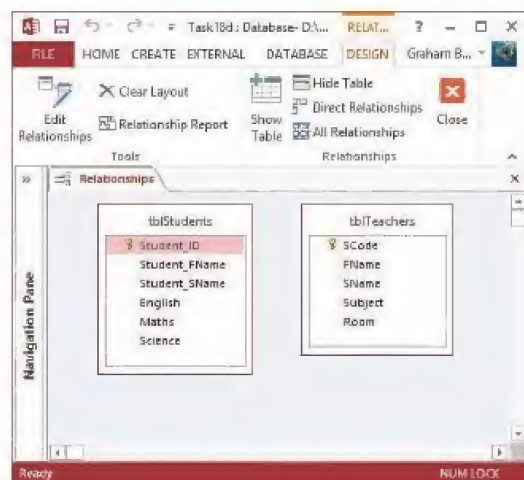 Task18d : Database- D:\... RELAT... ? – □ ×
FILE HOME CREATE EXTERNAL DATABASE DESIGN Graham B...
Edit Relationships
Clear Layout
Relationship Report
Tools
Show Table
Hide Table
Direct Relationships
All Relationships
Relationships
Close
Relationships
Navigation Pane
tblStudents
Student_ID
Student_FName
Student_SName
English
Maths
Science
tblTeachers
SCode
FName
SName
Subject
Room
Ready NUM LOCK